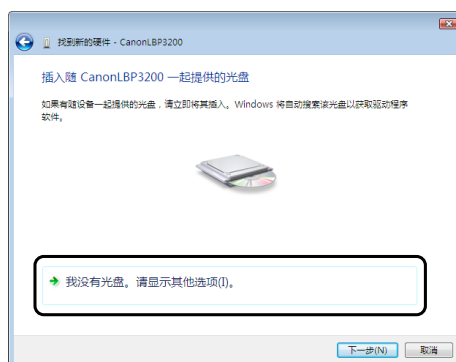 找到新的硬件 - CanonLBP3200
插入随 CanonLBP3200 一起提供的光盘
如果有随设备一起提供的光盘，请立即将其插入。Windows 将自动搜索该光盘以获取驱动程序
软件。
我没有光盘。请显示其他选项(I)。
下一步(N) 取消